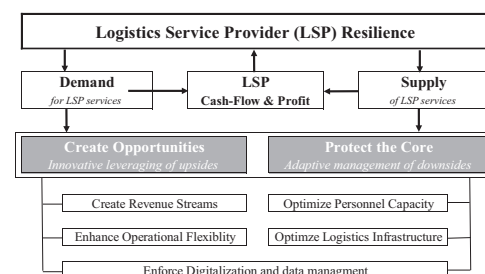 Logistics Service Provider (LSP) Resilience
Demand
for LSP services
LSP
Cash-Flow & Profit
Supply
of LSP services
Create Opportunities
Innovative leveraging of upsides
Protect the Core
Adaptive management of downsides
Create Revenue Streams
Optimize Personnel Capacity
Enhance Operational Flexiblity
Optimze Logistics Infrastructure
Enforce Digitalization and data managment